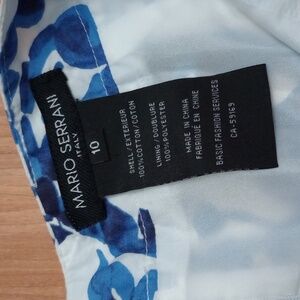 MARIO SERRANI
ITALY
10
SHELL/EXTERIEUR
100%COTTON/COTON
LINING/DOUBLURE
100%POLYESTER
MADE IN CHINA
FABRIQUÉ EN CHINE
BASIC FASHION SERVICES
CA-59169